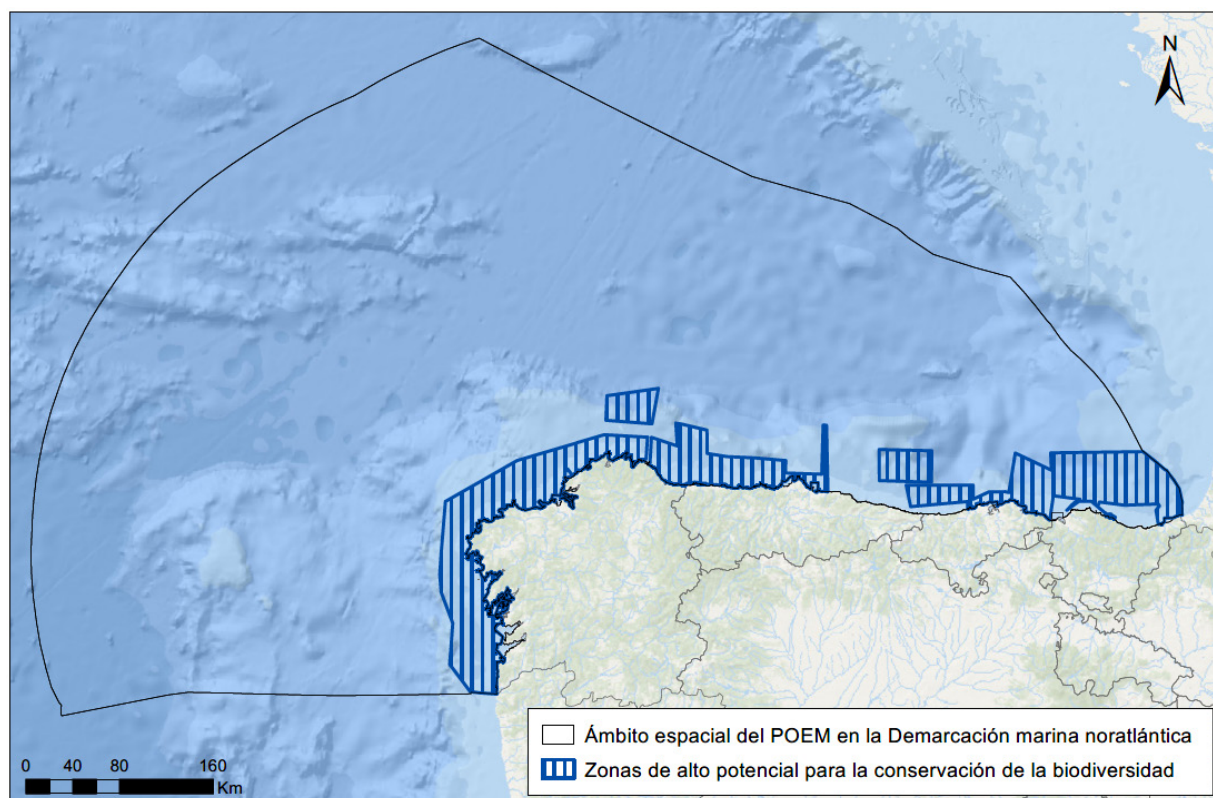 N
Ámbito espacial del POEM en la Demarcación marina noratlántica
Zonas de alto potencial para la conservación de la biodiversidad
0 40 80 160
Km